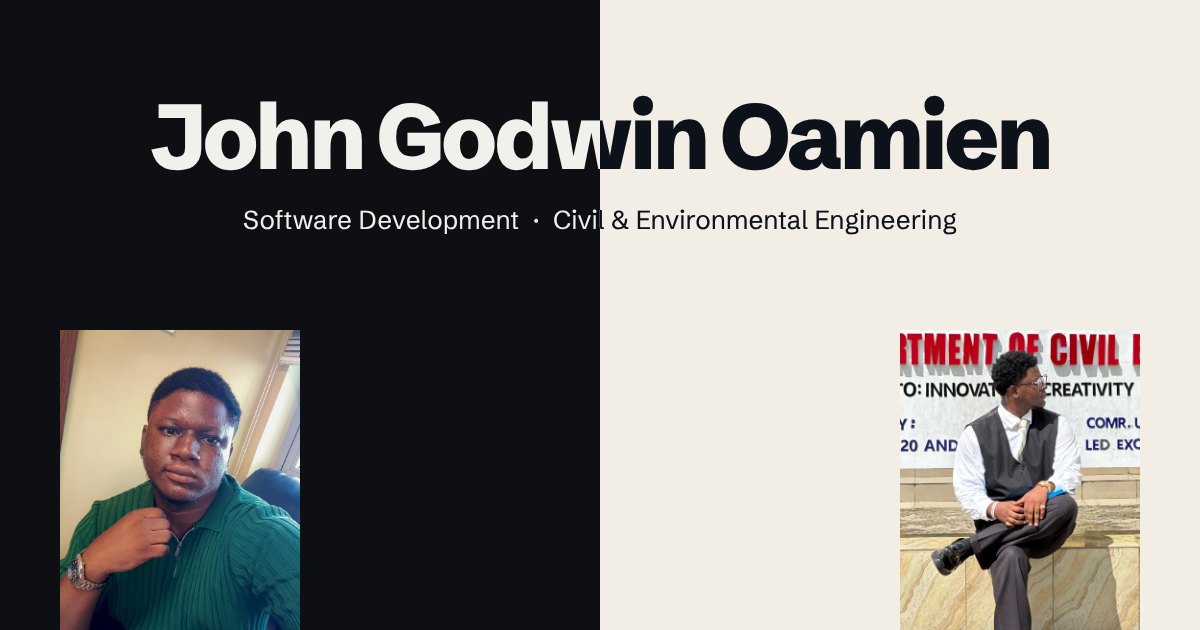 John Godwin Oamien
Software Development · Civil & Environmental Engineering
RTMENT OF CIVIL E
TO: INNOVAT CREATIVITY
Y: COMR. U
20 AND LED EXC